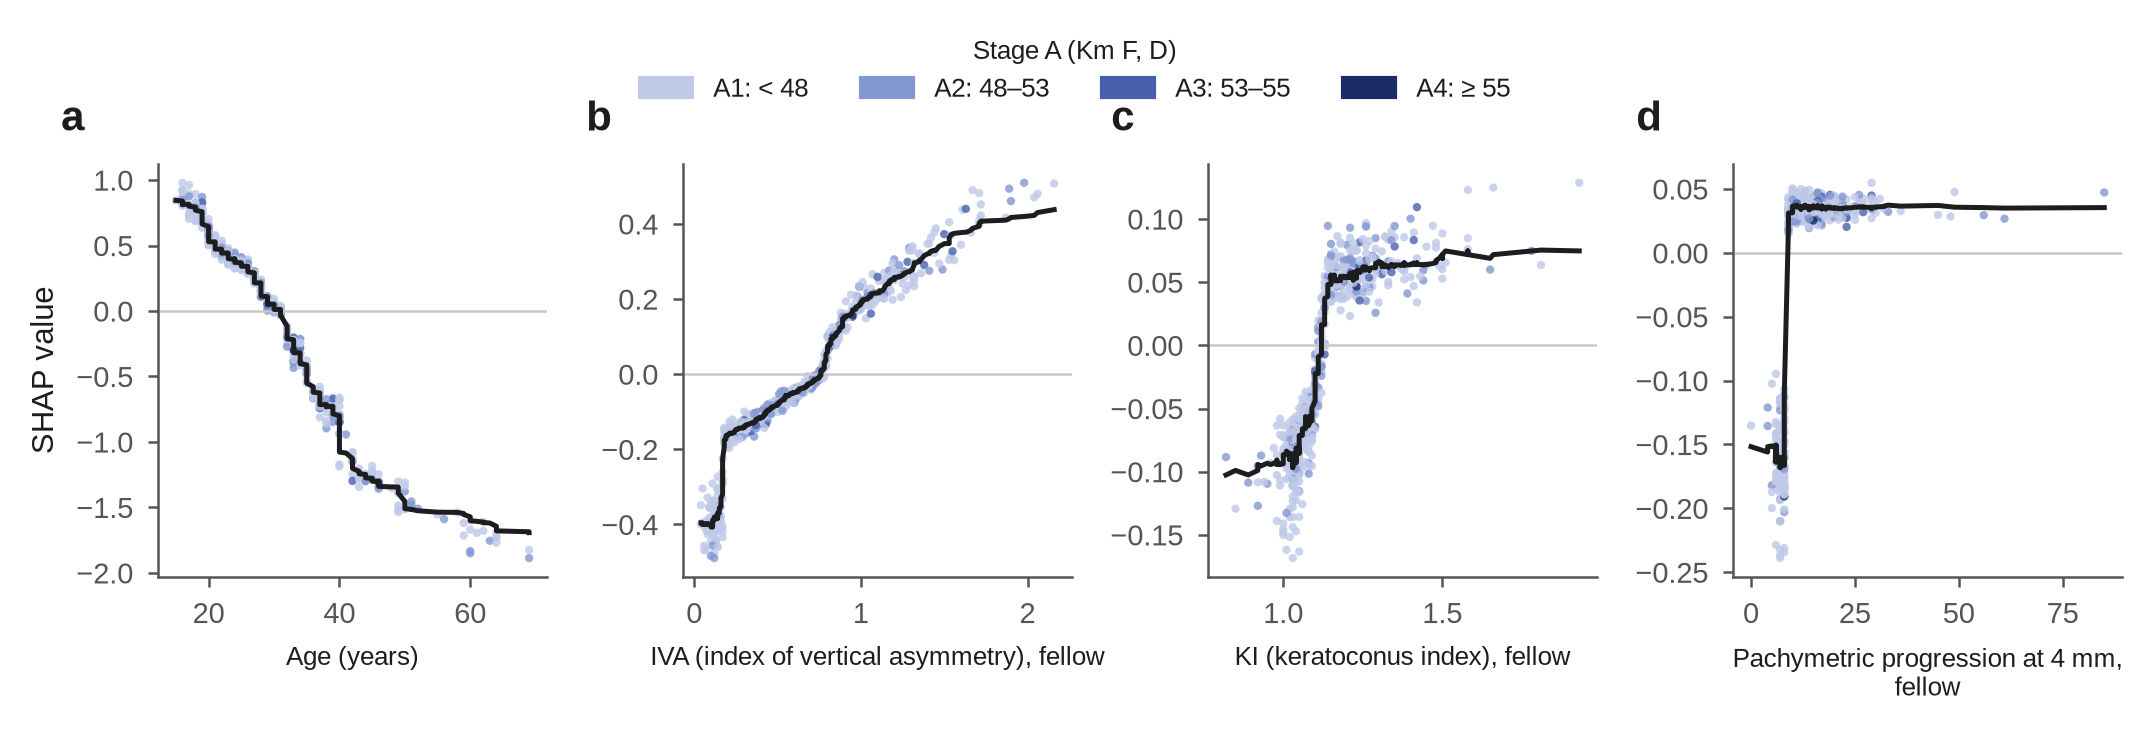 Stage A (Km F, D)
A1: < 48
A2: 48–53
A3: 53–55
A4: ≥ 55
a
SHAP value
1.0
0.5
0.0
−0.5
−1.0
−1.5
−2.0
20
40
60
Age (years)
b
0.4
0.2
0.0
−0.2
−0.4
0
1
2
IVA (index of vertical asymmetry), fellow
c
0.10
0.05
0.00
−0.05
−0.10
−0.15
1.0
1.5
KI (keratoconus index), fellow
d
0.05
0.00
−0.05
−0.10
−0.15
−0.20
−0.25
0
25
50
75
Pachymetric progression at 4 mm,
fellow